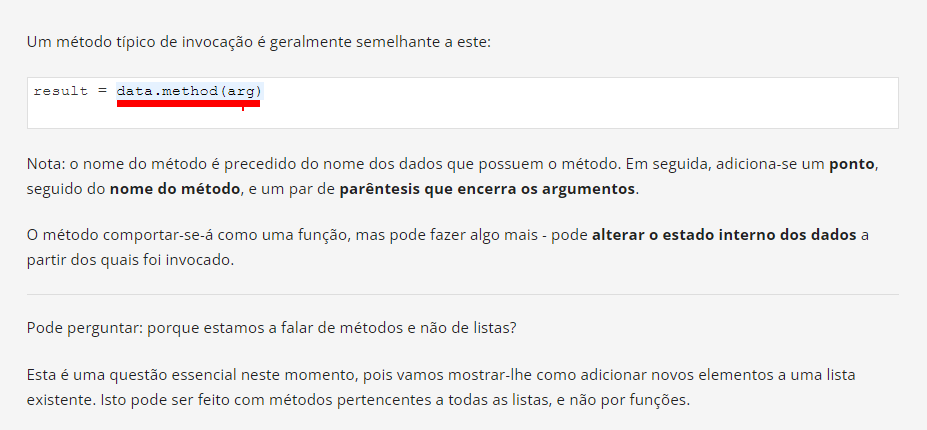 Um método típico de invocação é geralmente semelhante a este:
result = data.method(arg)
Nota: o nome do método é precedido do nome dos dados que possuem o método. Em seguida, adiciona-se um ponto,
seguido do nome do método, e um par de parêntesis que encerra os argumentos.
O método comportar-se-á como uma função, mas pode fazer algo mais - pode alterar o estado interno dos dados a
partir dos quais foi invocado.
Pode perguntar: porque estamos a falar de métodos e não de listas?
Esta é uma questão essencial neste momento, pois vamos mostrar-lhe como adicionar novos elementos a uma lista
existente. Isto pode ser feito com métodos pertencentes a todas as listas, e não por funções.